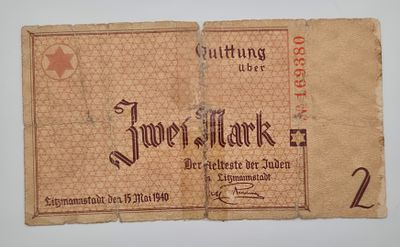 Quittung
über
№ 169380
Zwei Mark
Der Aelteste der Juden
in Litzmannstadt
Litzmannstadt, den 15. Mai 1940
2